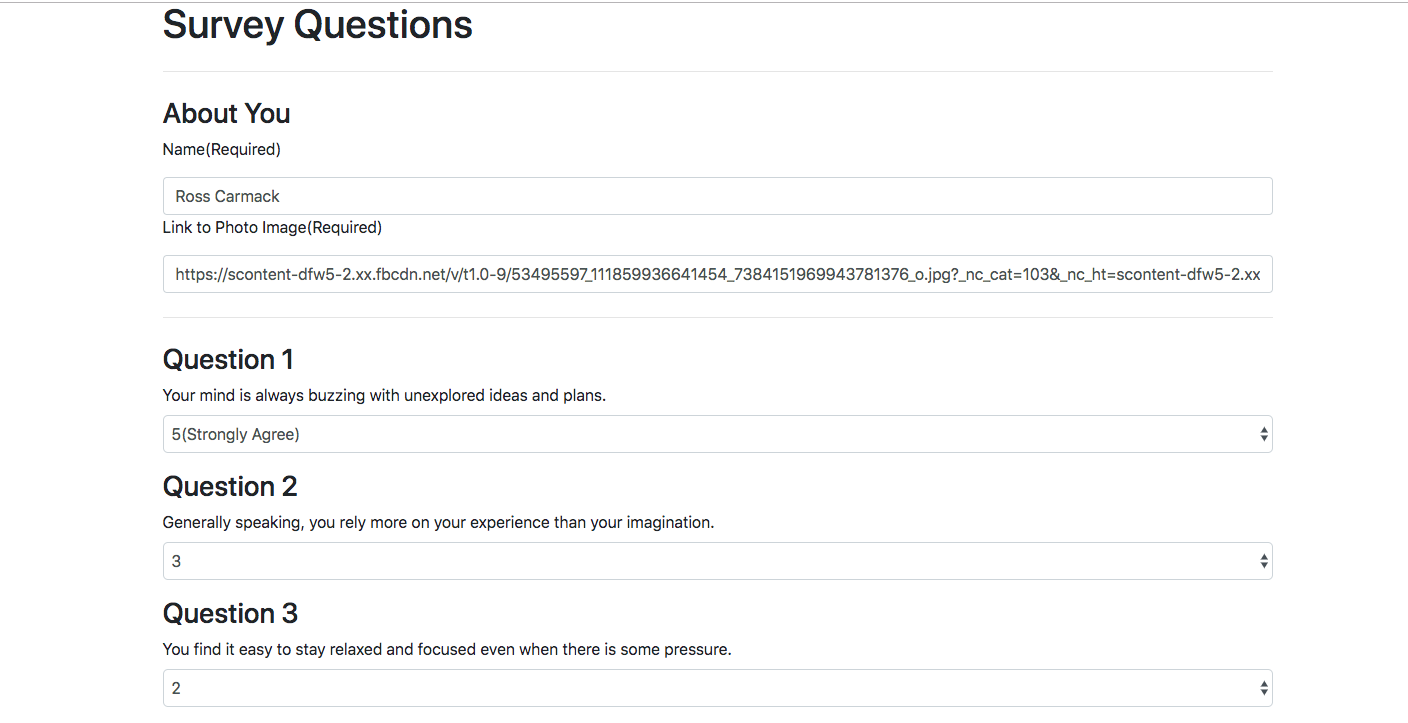 Survey Questions
About You
Name(Required)
Ross Carmack
Link to Photo Image(Required)
https://scontent-dfw5-2.xx.fbcdn.net/v/t1.0-9/53495597_111859936641454_7384151969943781376_o.jpg?_nc_cat=103&_nc_ht=scontent-dfw5-2.xx
Question 1
Your mind is always buzzing with unexplored ideas and plans.
5(Strongly Agree)
Question 2
Generally speaking, you rely more on your experience than your imagination.
3
Question 3
You find it easy to stay relaxed and focused even when there is some pressure.
2